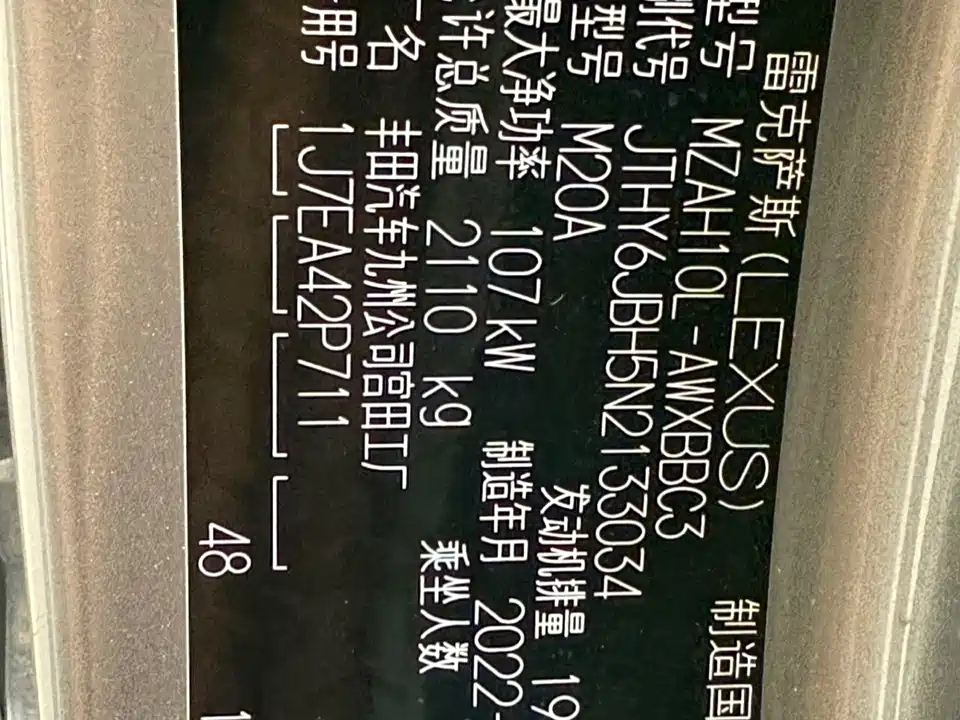 雷克萨斯(LEXUS) 制造国
型号 MZAH10L-AWXBBC3
制代号 JTHY6JBH5N2133034
型号 M20A 发动机排量 19
最大净功率 107 kW 制造年月 2022-
许总质量 2110 kg 乘坐人数
名 丰田汽车九州公司宫田工厂
用号 1J7EA42P711
48 1